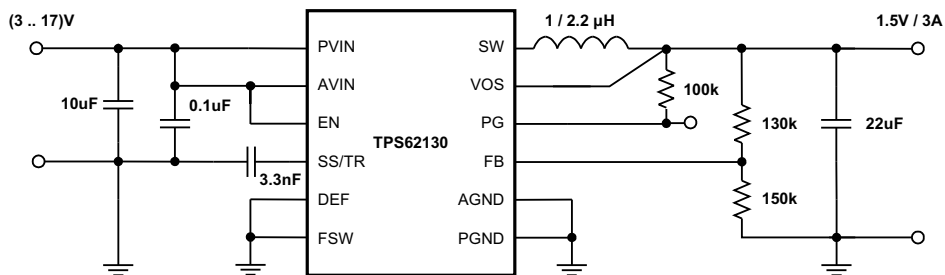 (3 .. 17)V
1 / 2.2 µH
1.5V / 3A
PVIN
SW
AVIN
VOS
10uF
0.1uF
100k
EN
TPS62130
PG
130k
22uF
SS/TR
FB
3.3nF
DEF
AGND
150k
FSW
PGND